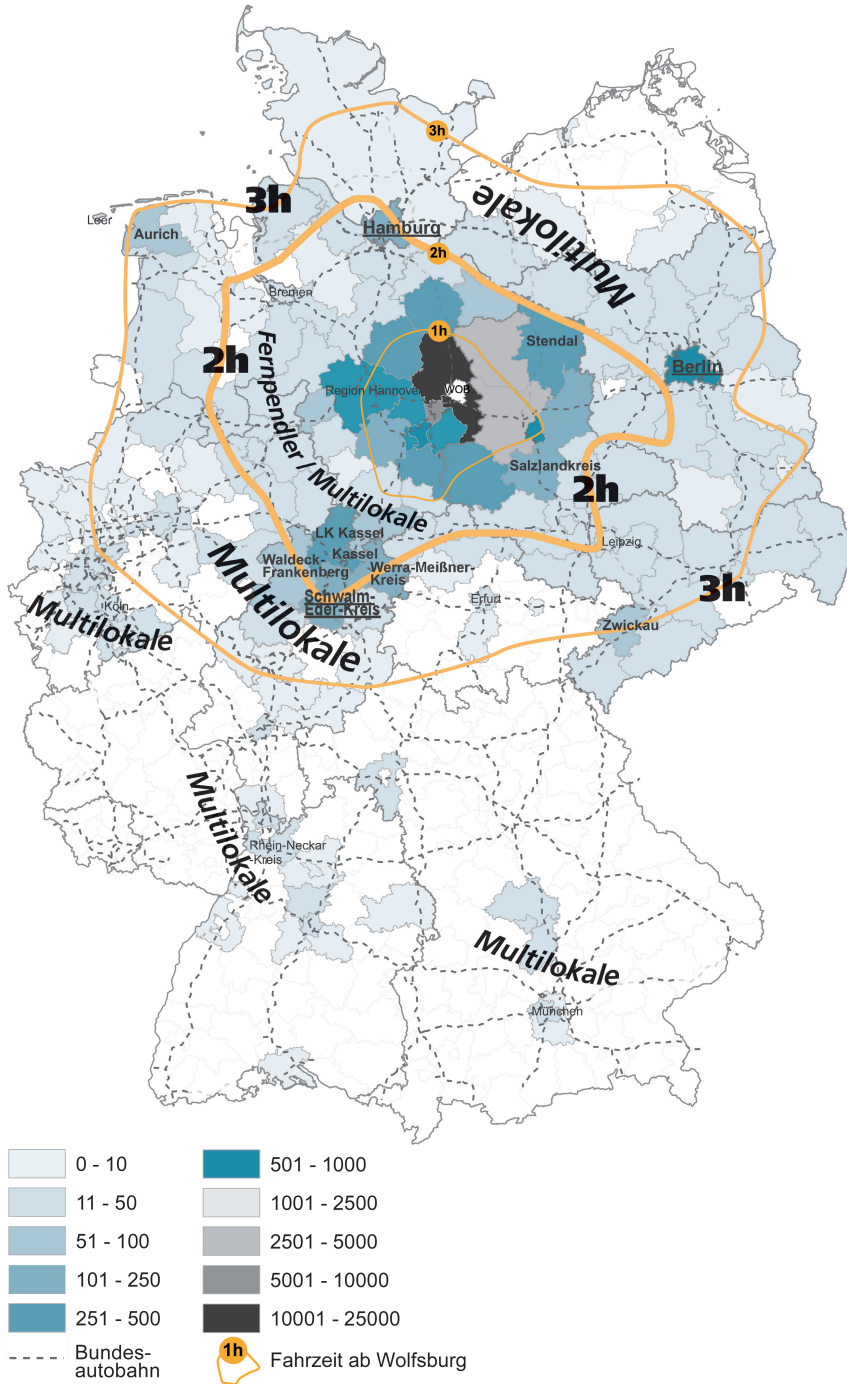 3h
Multilokale
3h
Leer
Aurich
Hamburg
2h
Bremen
1h
Stendal
2h
Berlin
Region Hannover
WOB
Fernpendler / Multilokale
Salzlandkreis
2h
LK Kassel
Kassel
Leipzig
Waldeck-
Frankenberg
Werra-Meißner-
Kreis
Multilokale
Schwalm-
Eder-Kreis
Erfurt
3h
Köln
Multilokale
Zwickau
Multilokale
Rhein-Neckar
-Kreis
Multilokale
München
0 - 10
11 - 50
51 - 100
101 - 250
251 - 500
Bundes-
autobahn
501 - 1000
1001 - 2500
2501 - 5000
5001 - 10000
10001 - 25000
1h
Fahrzeit ab Wolfsburg